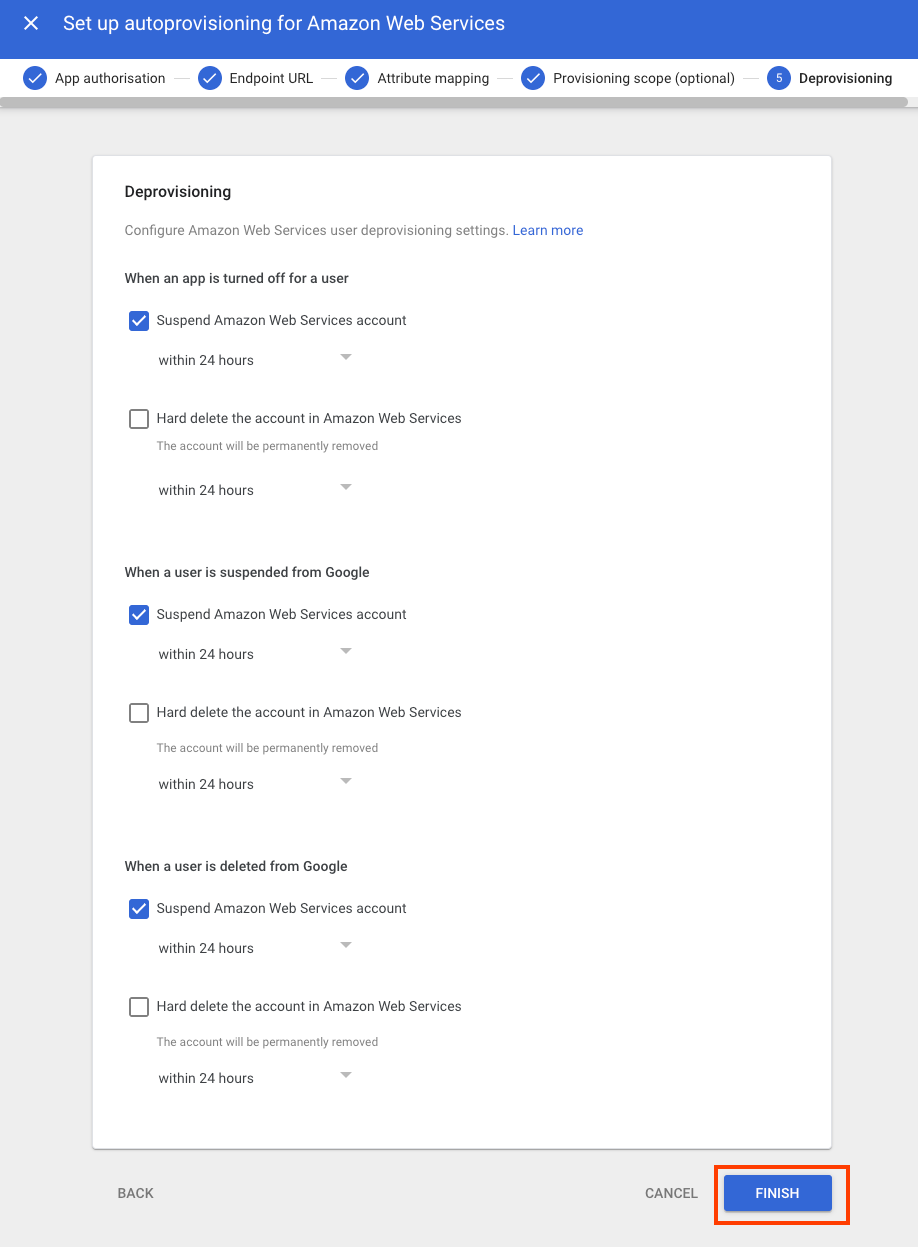 Set up autoprovisioning for Amazon Web Services
App authorisation
Endpoint URL
Attribute mapping
Provisioning scope (optional)
5
Deprovisioning
Deprovisioning
Configure Amazon Web Services user deprovisioning settings. Learn more
When an app is turned off for a user
Suspend Amazon Web Services account
within 24 hours
Hard delete the account in Amazon Web Services
The account will be permanently removed
within 24 hours
When a user is suspended from Google
Suspend Amazon Web Services account
within 24 hours
Hard delete the account in Amazon Web Services
The account will be permanently removed
within 24 hours
When a user is deleted from Google
Suspend Amazon Web Services account
within 24 hours
Hard delete the account in Amazon Web Services
The account will be permanently removed
within 24 hours
BACK
CANCEL
FINISH